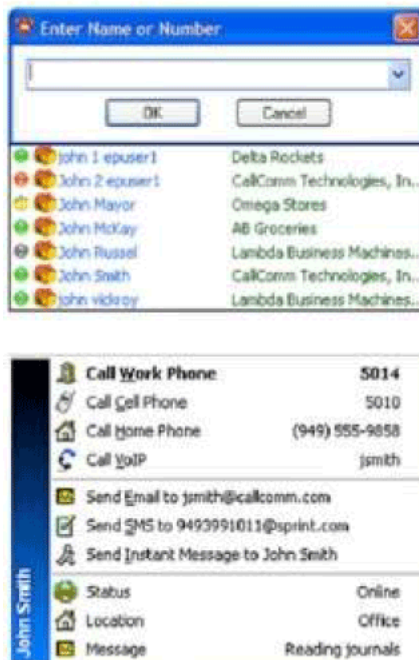 Enter Name or Number
OK Cancel
john 1 epuser1 Delta Rockets
John 2 epuser1 CallComm Technologies, In...
John Mayor Omega Stores
John McKay AB Groceries
John Russel Lambda Business Machines...
John Smith CallComm Technologies, In...
john vickroy Lambda Business Machines...
Call Work Phone 5014
Call Cell Phone 5010
Call Home Phone (949) 555-9858
Call VoIP jsmith
Send Email to jsmith@callcomm.com
Send SMS to 9493991011@sprint.com
Send Instant Message to John Smith
Status Online
Location Office
Message Reading journals
John Smith